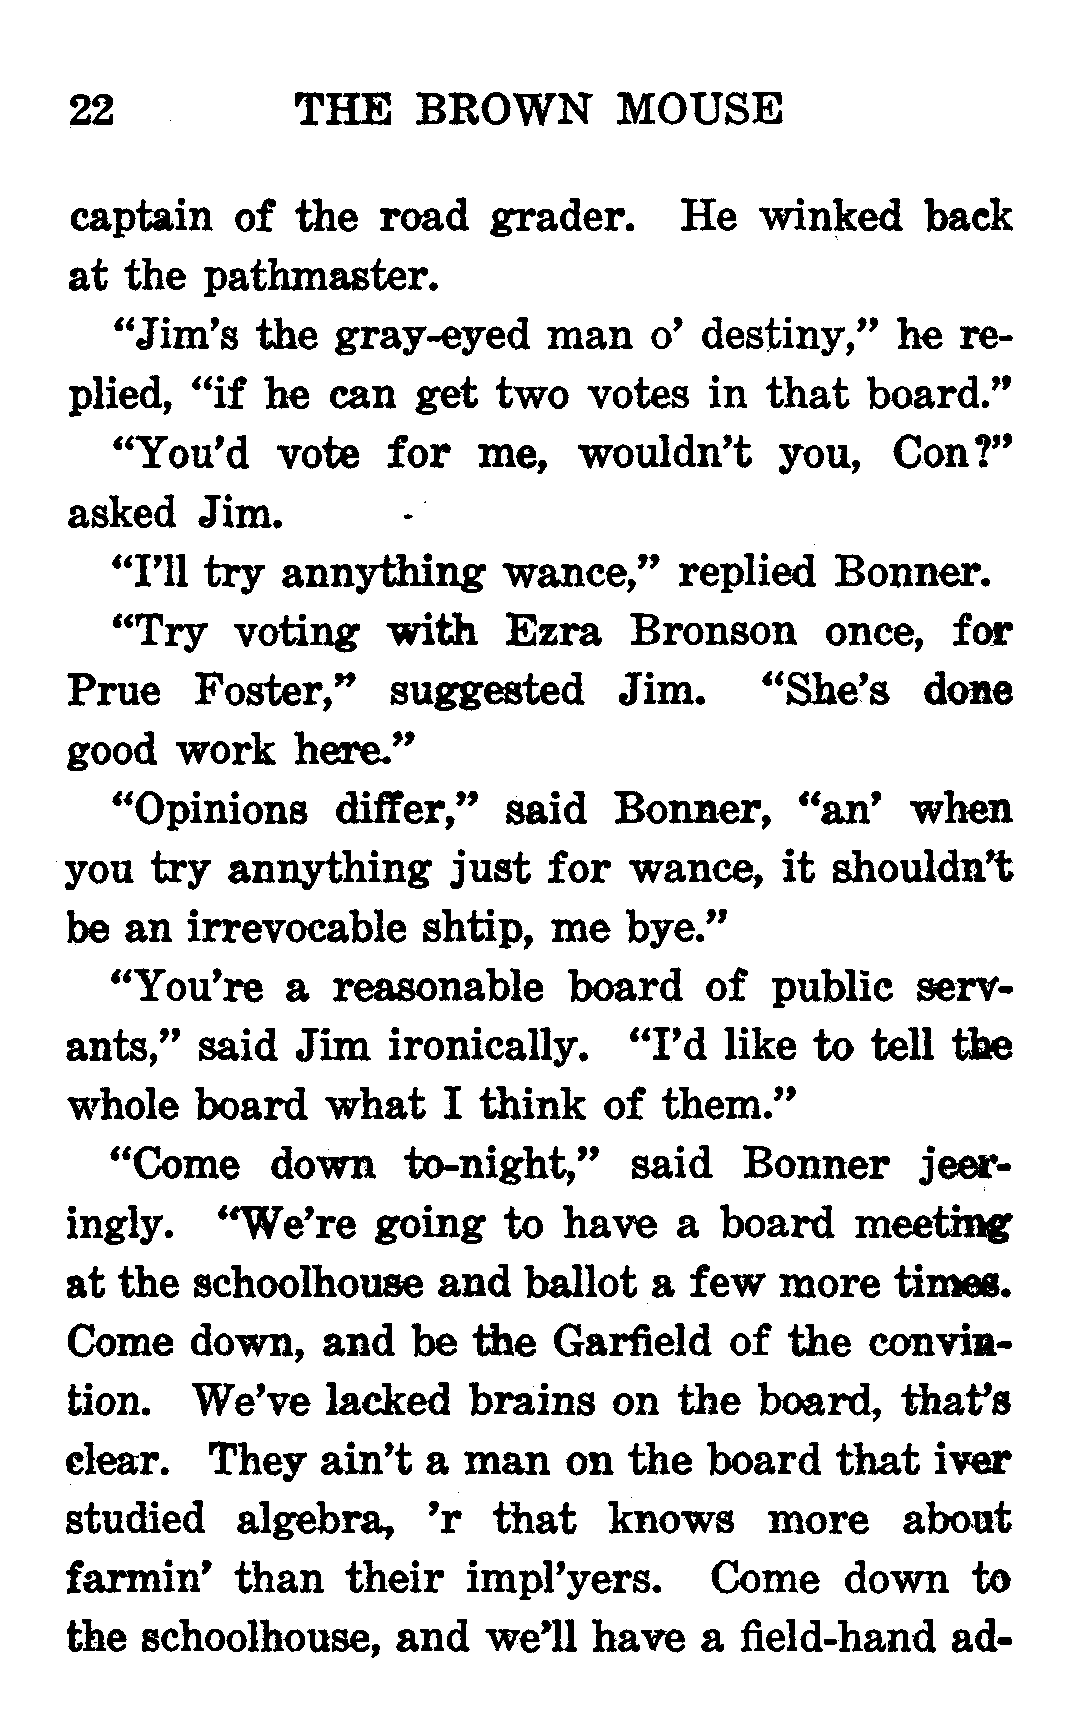 22 THE BROWN MOUSE
captain of the road grader. He winked back
at the pathmaster.
“Jim’s the gray-eyed man o’ destiny,” he re-
plied, “if he can get two votes in that board.”
“You’d vote for me, wouldn’t you, Con?”
asked Jim.
“I’ll try annything wance,” replied Bonner.
“Try voting with Ezra Bronson once, for
Prue Foster,” suggested Jim. “She’s done
good work here.”
“Opinions differ,” said Bonner, “an’ when
you try annything just for wance, it shouldn’t
be an irrevocable shtip, me bye.”
“You’re a reasonable board of public serv-
ants,” said Jim ironically. “I’d like to tell the
whole board what I think of them.”
“Come down to-night,” said Bonner jeer-
ingly. “We’re going to have a board meeting
at the schoolhouse and ballot a few more times.
Come down, and be the Garfield of the convin-
tion. We’ve lacked brains on the board, that’s
clear. They ain’t a man on the board that iver
studied algebra, ’r that knows more about
farmin’ than their impl’yers. Come down to
the schoolhouse, and we’ll have a field-hand ad-